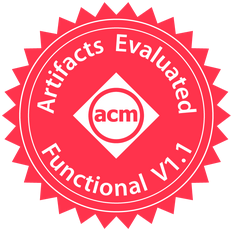 Artifacts Evaluated
acm
Functional V1.1